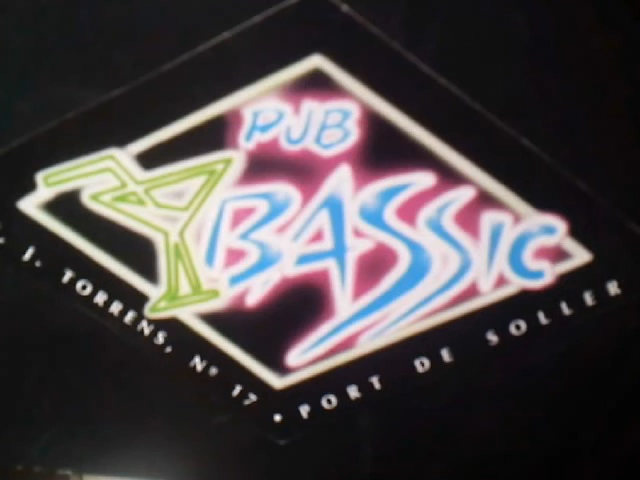 PUB
BASSIC
J. TORRENS, Nº 17 • PORT DE SOLLER